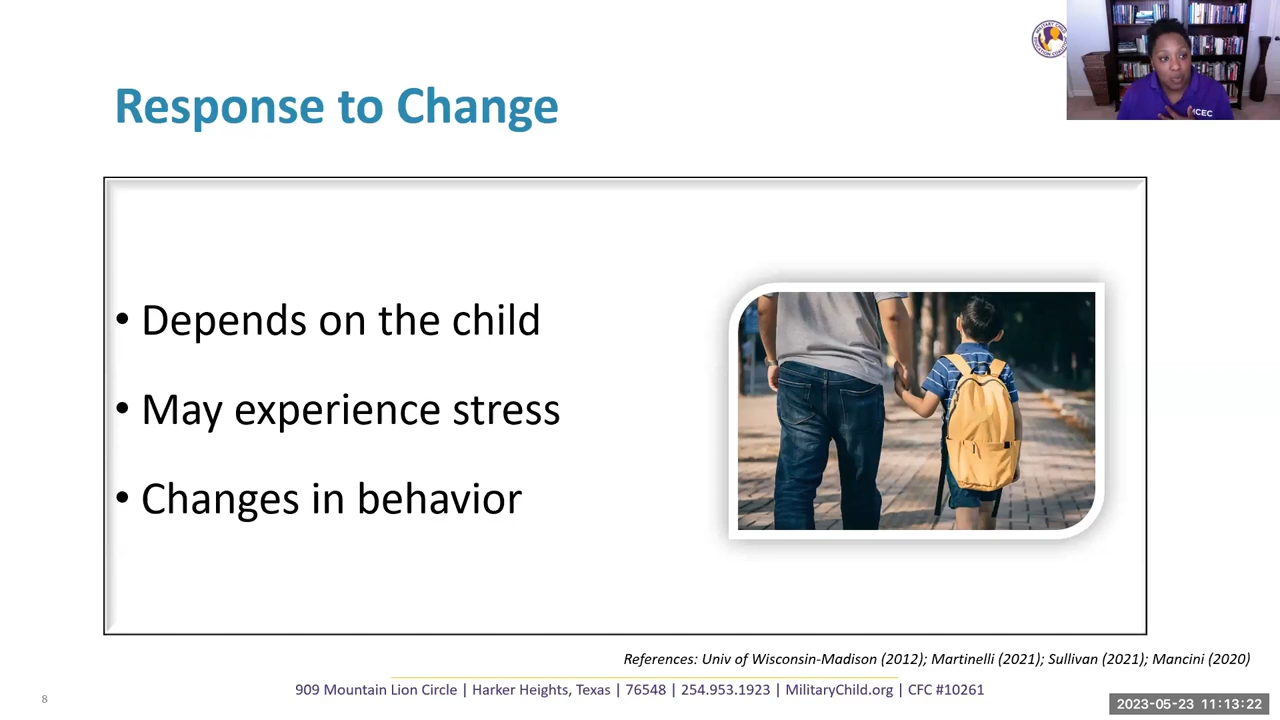 Response to Change
• Depends on the child
• May experience stress
• Changes in behavior
MCEC
References: Univ of Wisconsin-Madison (2012); Martinelli (2021); Sullivan (2021); Mancini (2020)
909 Mountain Lion Circle | Harker Heights, Texas | 76548 | 254.953.1923 | MilitaryChild.org | CFC #10261
8
2023-05-23 11:13:22